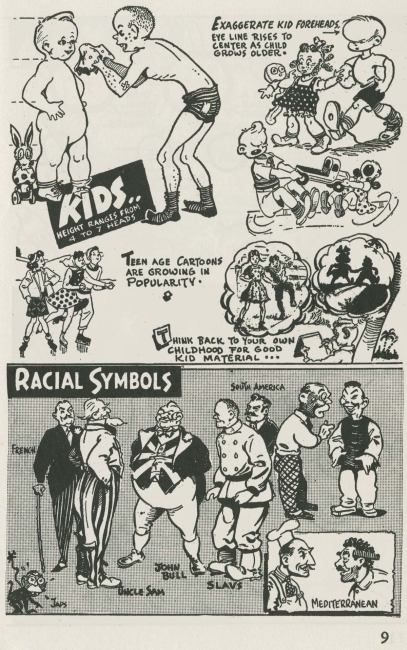 EXAGGERATE KID FOREHEADS.
EYE LINE RISES TO
CENTER AS CHILD
GROWS OLDER.
KIDS..
HEIGHT RANGES FROM
4 TO 7 HEADS
TEEN AGE CARTOONS
ARE GROWING IN
POPULARITY.
THINK BACK TO YOUR OWN
CHILDHOOD FOR GOOD
KID MATERIAL...
RACIAL SYMBOLS
SOUTH AMERICA
FRENCH
JOHN
BULL
SLAVS
UNCLE SAM
JAPS
MEDITERRANEAN
9